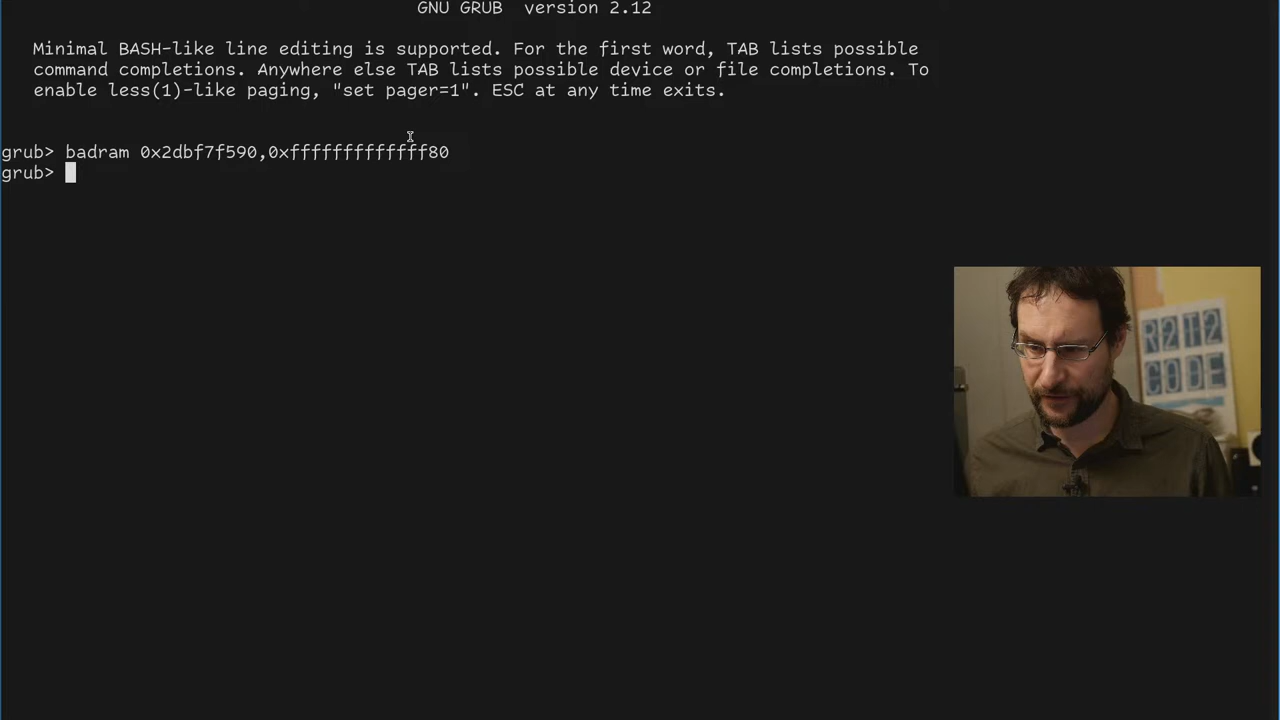 GNU GRUB  version 2.12
Minimal BASH-like line editing is supported. For the first word, TAB lists possible
command completions. Anywhere else TAB lists possible device or file completions. To
enable less(1)-like paging, "set pager=1". ESC at any time exits.
grub> badram 0x2dbf7f590,0xffffffffffffff80
grub>
R2T2
CODE